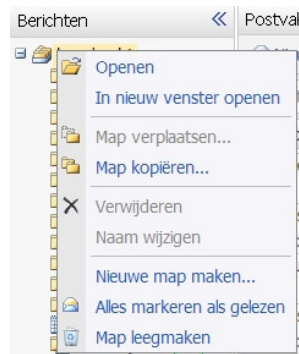 Berichten « Postval
Openen
In nieuw venster openen
Map verplaatsen...
Map kopiëren...
Verwijderen
Naam wijzigen
Nieuwe map maken...
Alles markeren als gelezen
Map leegmaken